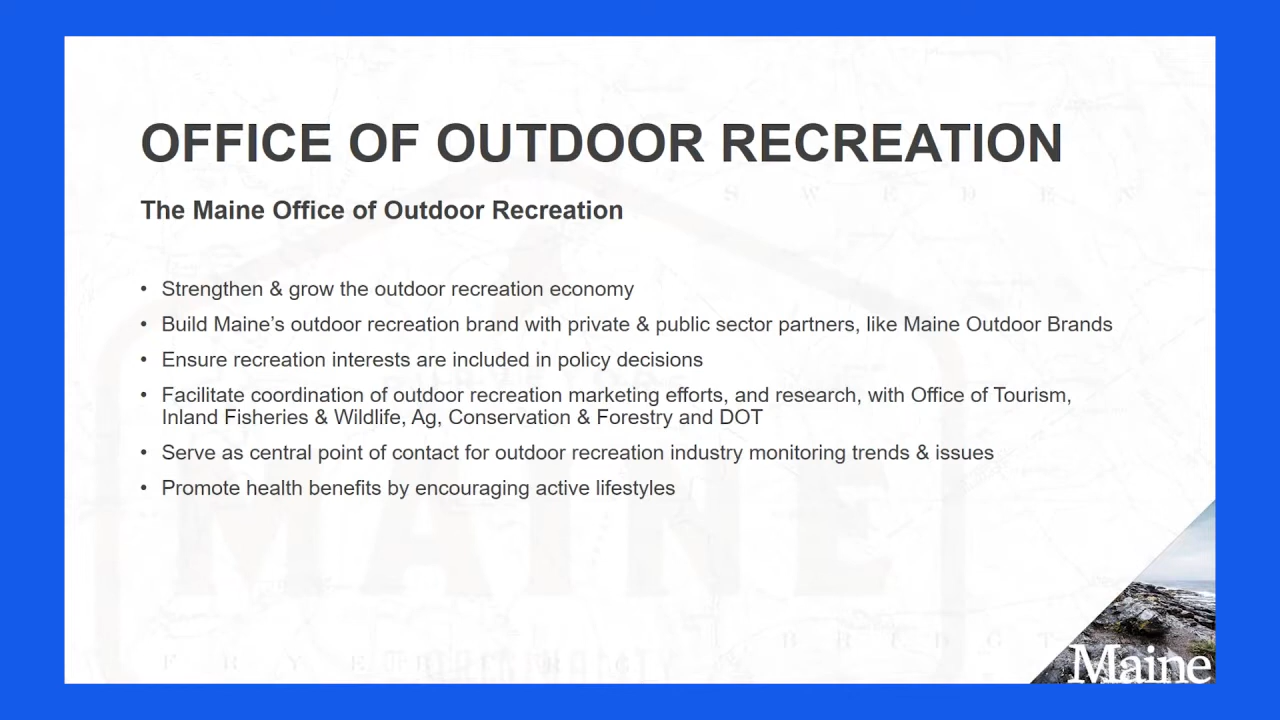 OFFICE OF OUTDOOR RECREATION
The Maine Office of Outdoor Recreation
• Strengthen & grow the outdoor recreation economy
• Build Maine’s outdoor recreation brand with private & public sector partners, like Maine Outdoor Brands
• Ensure recreation interests are included in policy decisions
• Facilitate coordination of outdoor recreation marketing efforts, and research, with Office of Tourism,
Inland Fisheries & Wildlife, Ag, Conservation & Forestry and DOT
• Serve as central point of contact for outdoor recreation industry monitoring trends & issues
• Promote health benefits by encouraging active lifestyles
SWEDEN
MAINE
FRYEBURG
Maine